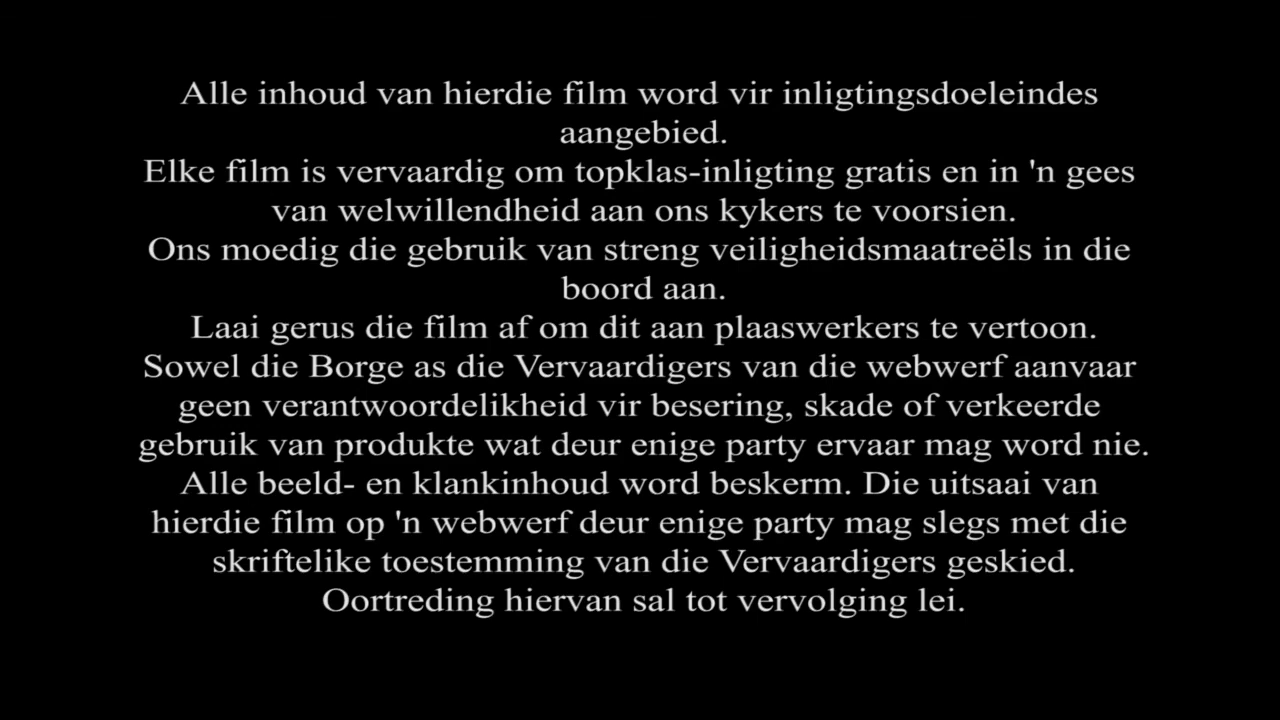 Alle inhoud van hierdie film word vir inligtingsdoeleindes
aangebied.
Elke film is vervaardig om topklas-inligting gratis en in 'n gees
van welwillendheid aan ons kykers te voorsien.
Ons moedig die gebruik van streng veiligheidsmaatreëls in die
boord aan.
Laai gerus die film af om dit aan plaaswerkers te vertoon.
Sowel die Borge as die Vervaardigers van die webwerf aanvaar
geen verantwoordelikheid vir besering, skade of verkeerde
gebruik van produkte wat deur enige party ervaar mag word nie.
Alle beeld- en klankinhoud word beskerm. Die uitsaai van
hierdie film op 'n webwerf deur enige party mag slegs met die
skriftelike toestemming van die Vervaardigers geskied.
Oortreding hiervan sal tot vervolging lei.